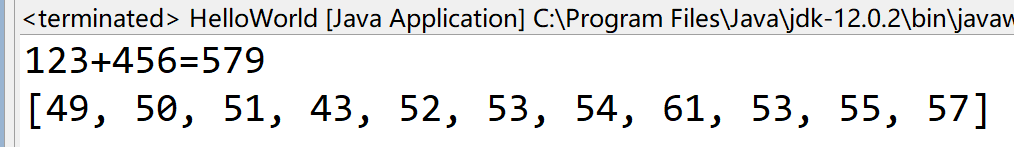 <terminated> HelloWorld [Java Application] C:\Program Files\Java\jdk-12.0.2\bin\javaw
123+456=579
[49, 50, 51, 43, 52, 53, 54, 61, 53, 55, 57]